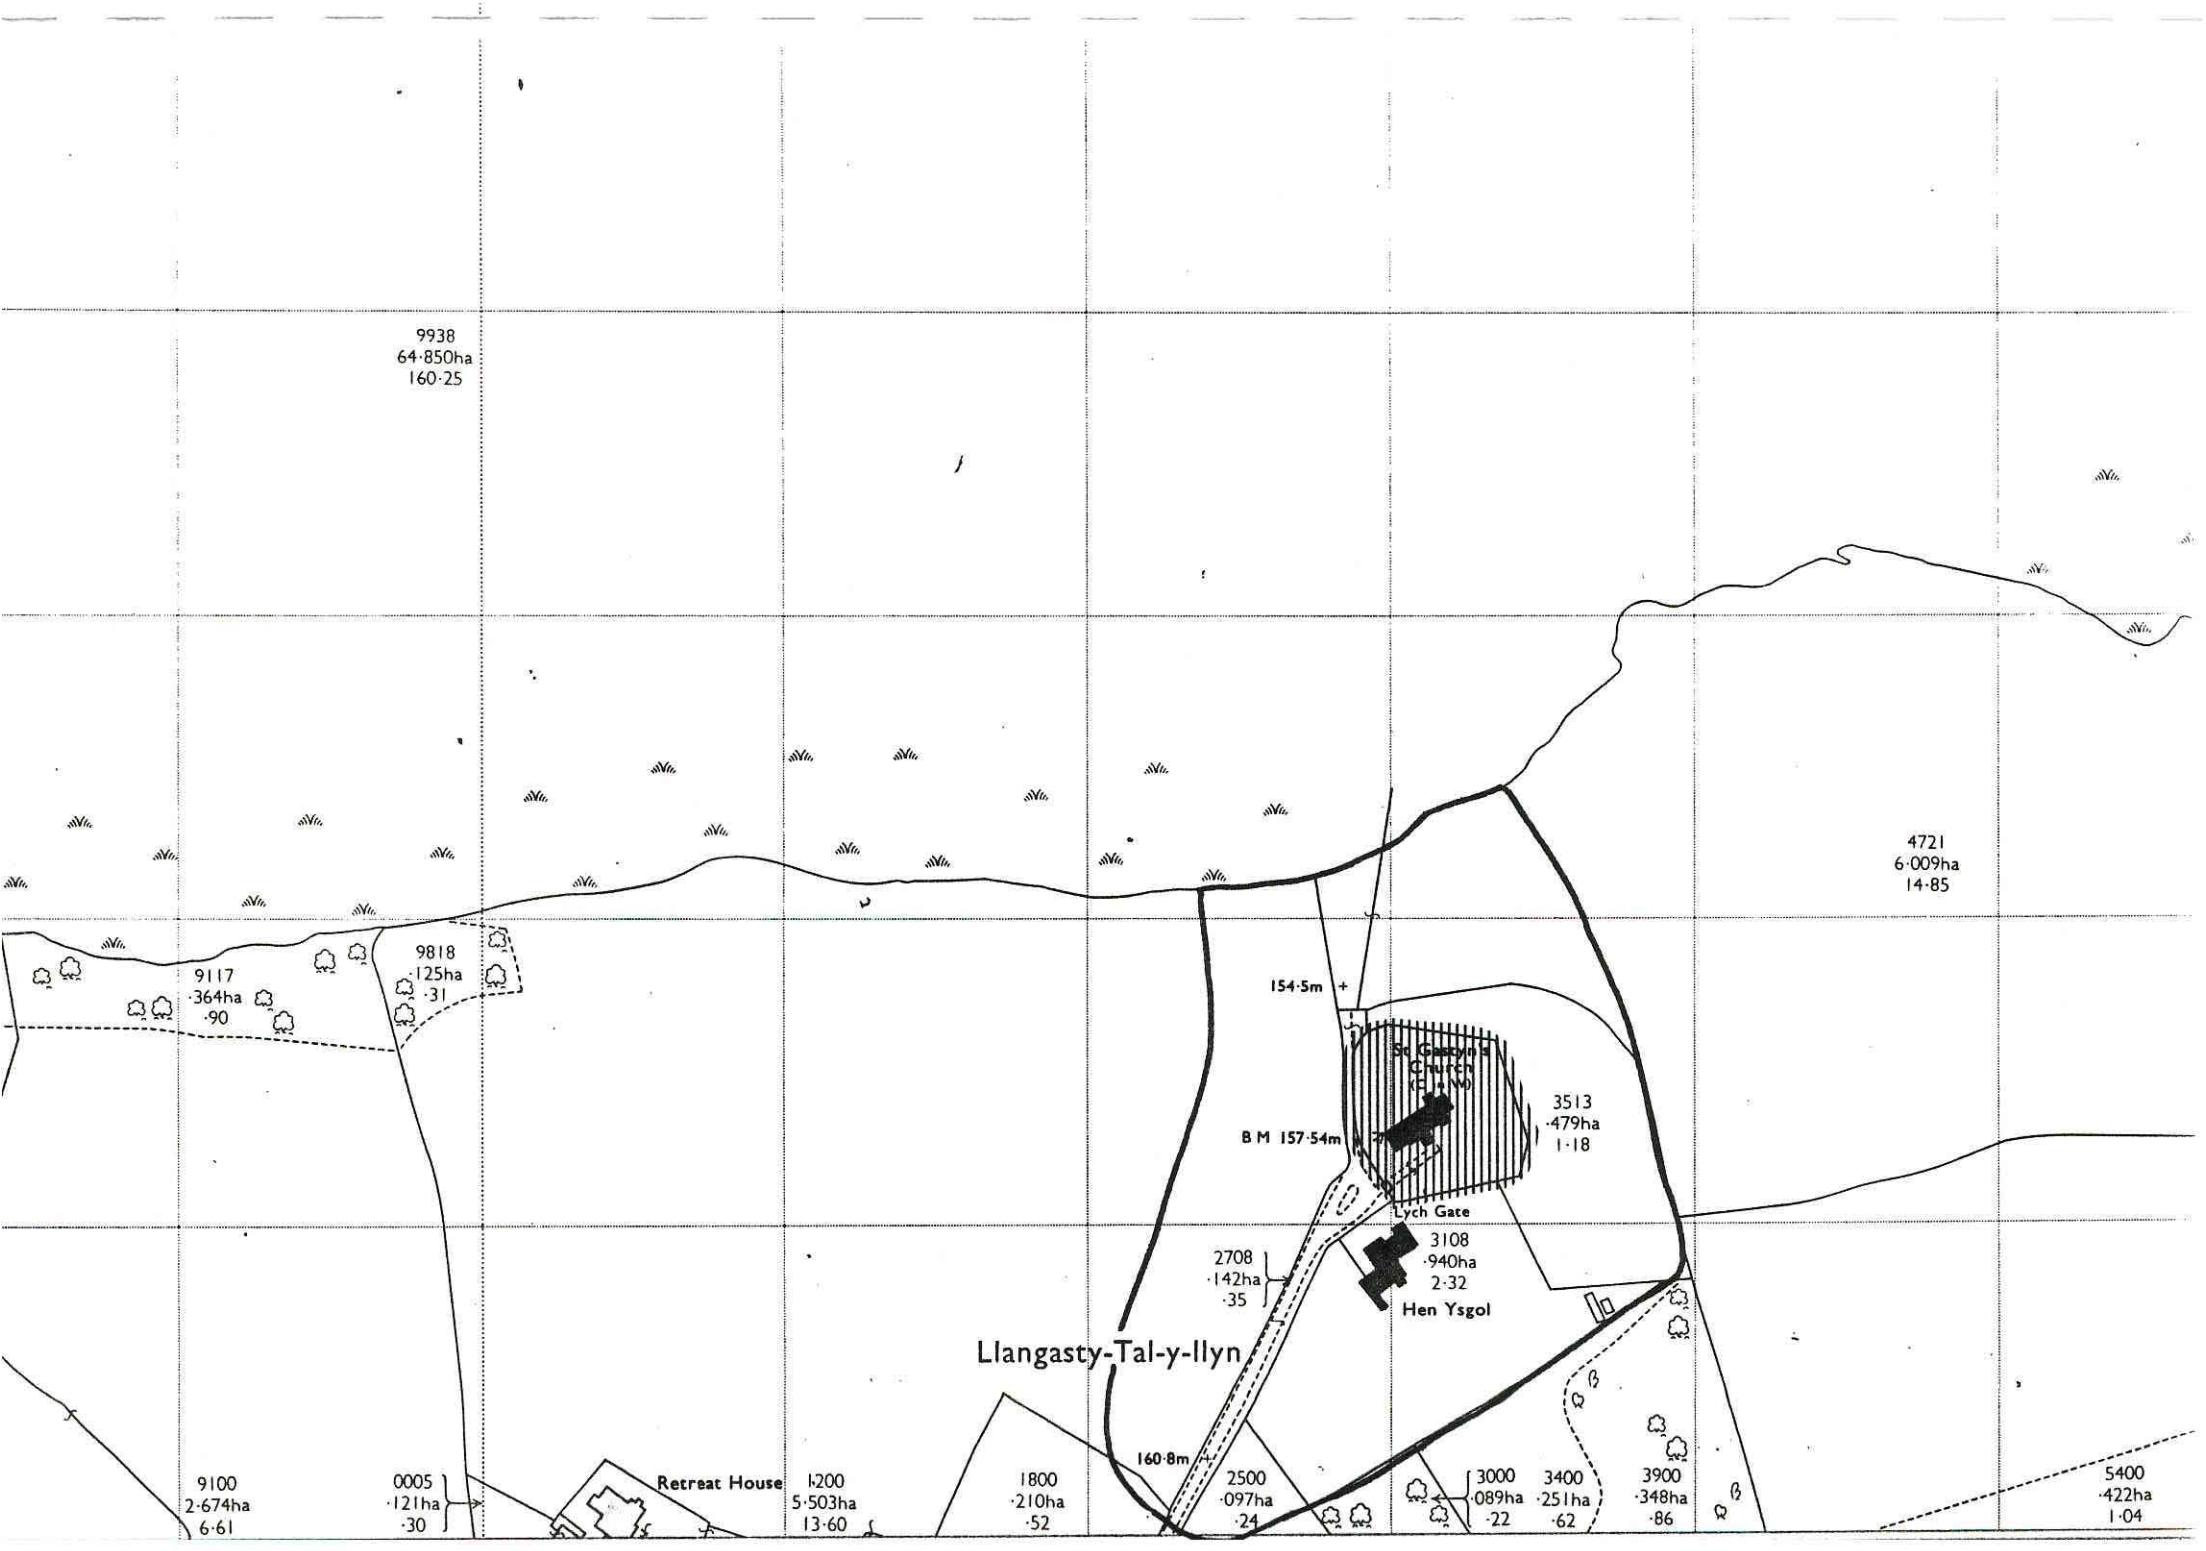 9938
64·850ha
160·25
4721
6·009ha
14·85
9818
·125ha
·31
9117
·364ha
·90
154·5m
St Gastyn's
Church
(C in W)
3513
·479ha
1·18
B M 157·54m
Lych Gate
3108
·940ha
2·32
2708
·142ha
·35
Hen Ysgol
Llangasty-Tal-y-llyn
160·8m
Retreat House
9100
2·674ha
6·61
0005
·121ha
·30
1200
5·503ha
13·60
1800
·210ha
·52
2500
·097ha
·24
3000
·089ha
·22
3400
·251ha
·62
3900
·348ha
·86
5400
·422ha
1·04